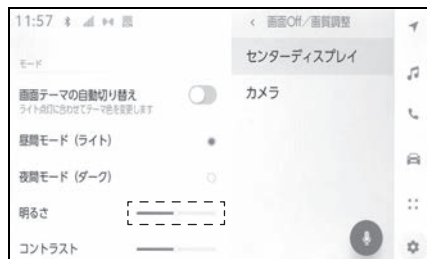 11:57
< 画面Off/画質調整
モード
センターディスプレイ
画面テーマの自動切り替え
ライト点灯に合わせてテーマ色を変更します
カメラ
昼間モード（ライト）
夜間モード（ダーク）
明るさ
コントラスト